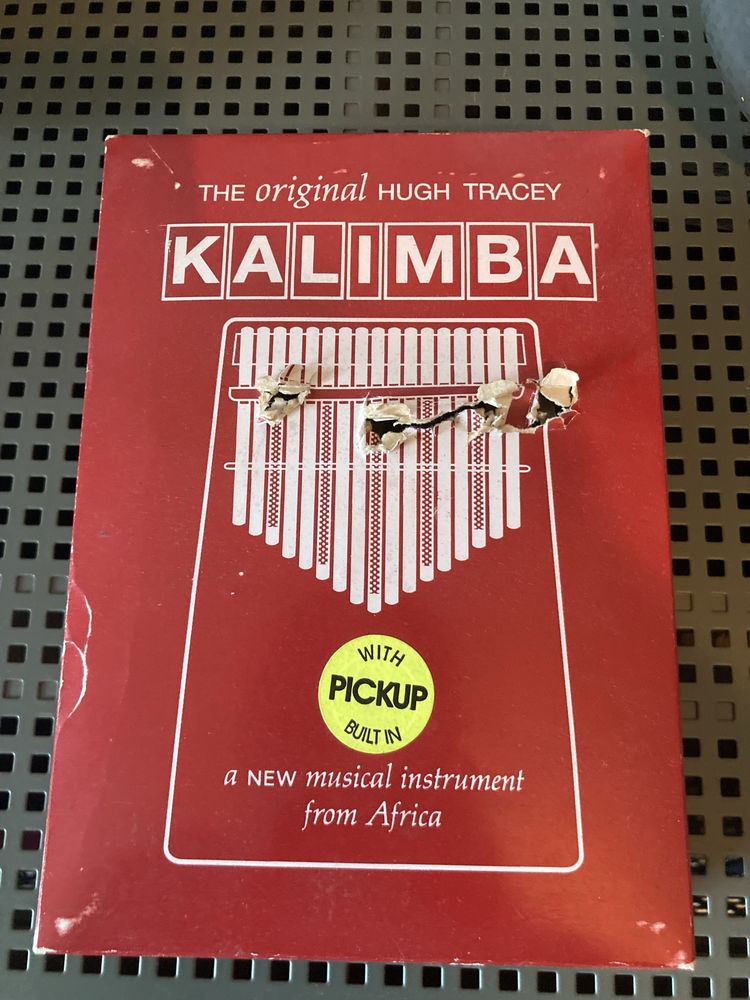 THE original HUGH TRACEY
KALIMBA
WITH
PICKUP
BUILT IN
a NEW musical instrument
from Africa